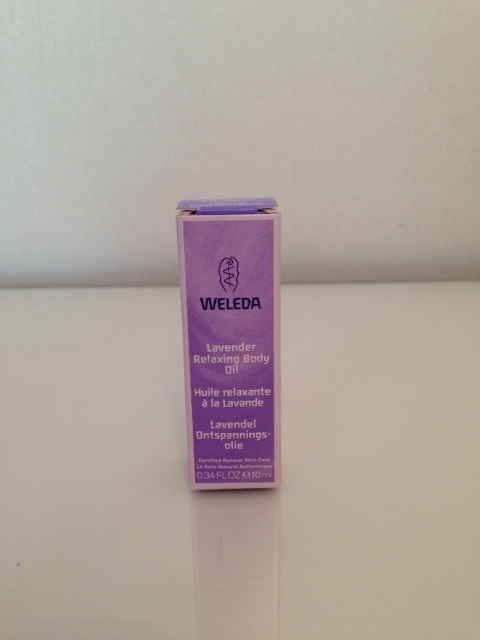 WELEDA
Lavender
Relaxing Body
Oil
Huile relaxante
à la Lavande
Lavendel
Ontspannings-
olie
Certified Natural Skin Care
Le Soin Naturel Authentique
0.34 FL OZ ℮ 10ml